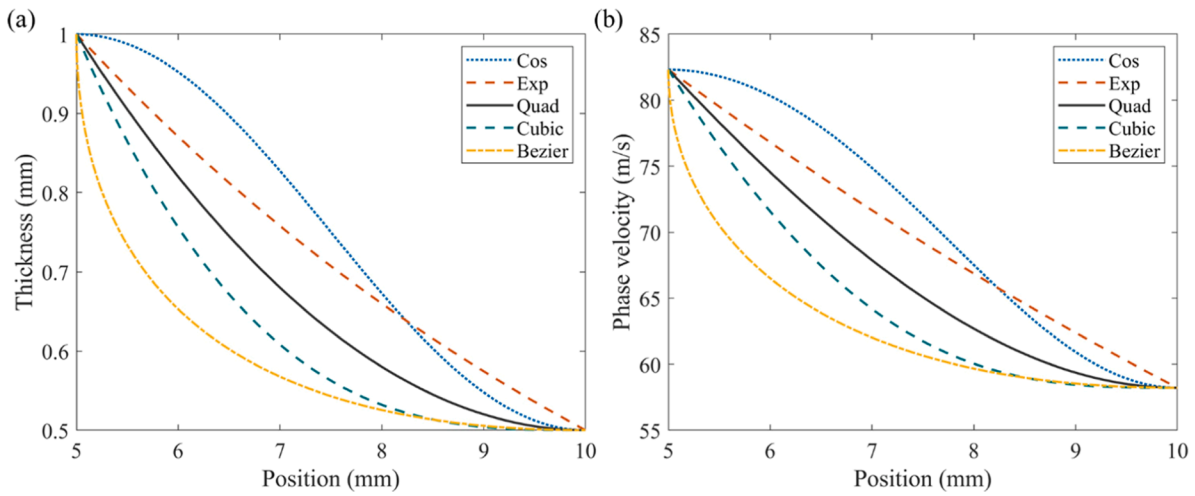 (a)
1
0.9
0.8
0.7
0.6
0.5
Thickness (mm)
Cos
Exp
Quad
Cubic
Bezier
5 6 7 8 9 10
Position (mm)
(b)
85
80
75
70
65
60
55
Phase velocity (m/s)
Cos
Exp
Quad
Cubic
Bezier
5 6 7 8 9 10
Position (mm)